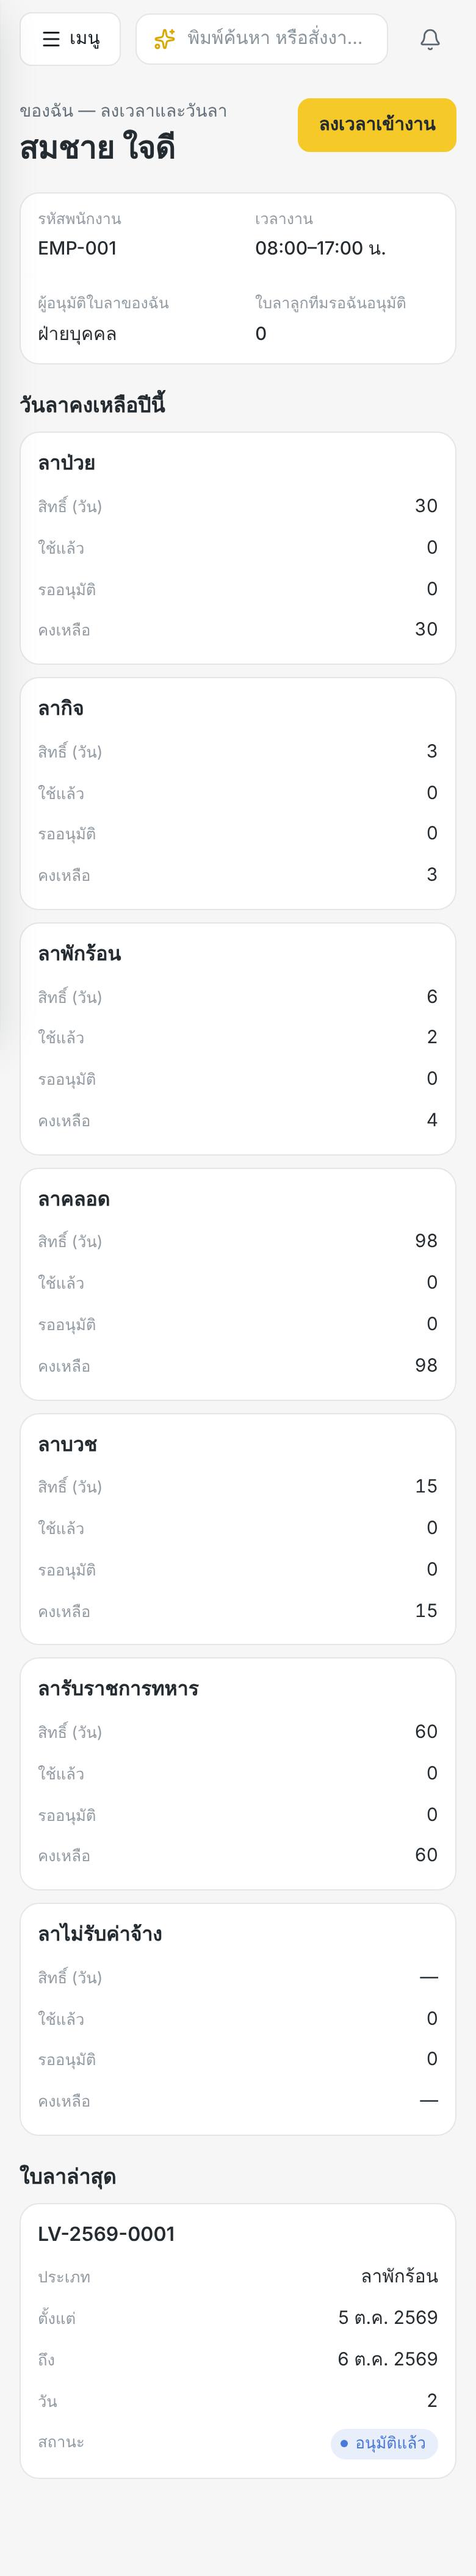 เมนู
พิมพ์ค้นหา หรือสั่งงา...
ของฉัน — ลงเวลาและวันลา
สมชาย ใจดี
ลงเวลาเข้างาน
รหัสพนักงาน
EMP-001
เวลางาน
08:00–17:00 น.
ผู้อนุมัติใบลาของฉัน
ฝ่ายบุคคล
ใบลาลูกทีมรอฉันอนุมัติ
0
วันลาคงเหลือปีนี้
ลาป่วย
สิทธิ์ (วัน) 30
ใช้แล้ว 0
รออนุมัติ 0
คงเหลือ 30
ลากิจ
สิทธิ์ (วัน) 3
ใช้แล้ว 0
รออนุมัติ 0
คงเหลือ 3
ลาพักร้อน
สิทธิ์ (วัน) 6
ใช้แล้ว 2
รออนุมัติ 0
คงเหลือ 4
ลาคลอด
สิทธิ์ (วัน) 98
ใช้แล้ว 0
รออนุมัติ 0
คงเหลือ 98
ลาบวช
สิทธิ์ (วัน) 15
ใช้แล้ว 0
รออนุมัติ 0
คงเหลือ 15
ลารับราชการทหาร
สิทธิ์ (วัน) 60
ใช้แล้ว 0
รออนุมัติ 0
คงเหลือ 60
ลาไม่รับค่าจ้าง
สิทธิ์ (วัน) —
ใช้แล้ว 0
รออนุมัติ 0
คงเหลือ —
ใบลาล่าสุด
LV-2569-0001
ประเภท ลาพักร้อน
ตั้งแต่ 5 ต.ค. 2569
ถึง 6 ต.ค. 2569
วัน 2
สถานะ อนุมัติแล้ว